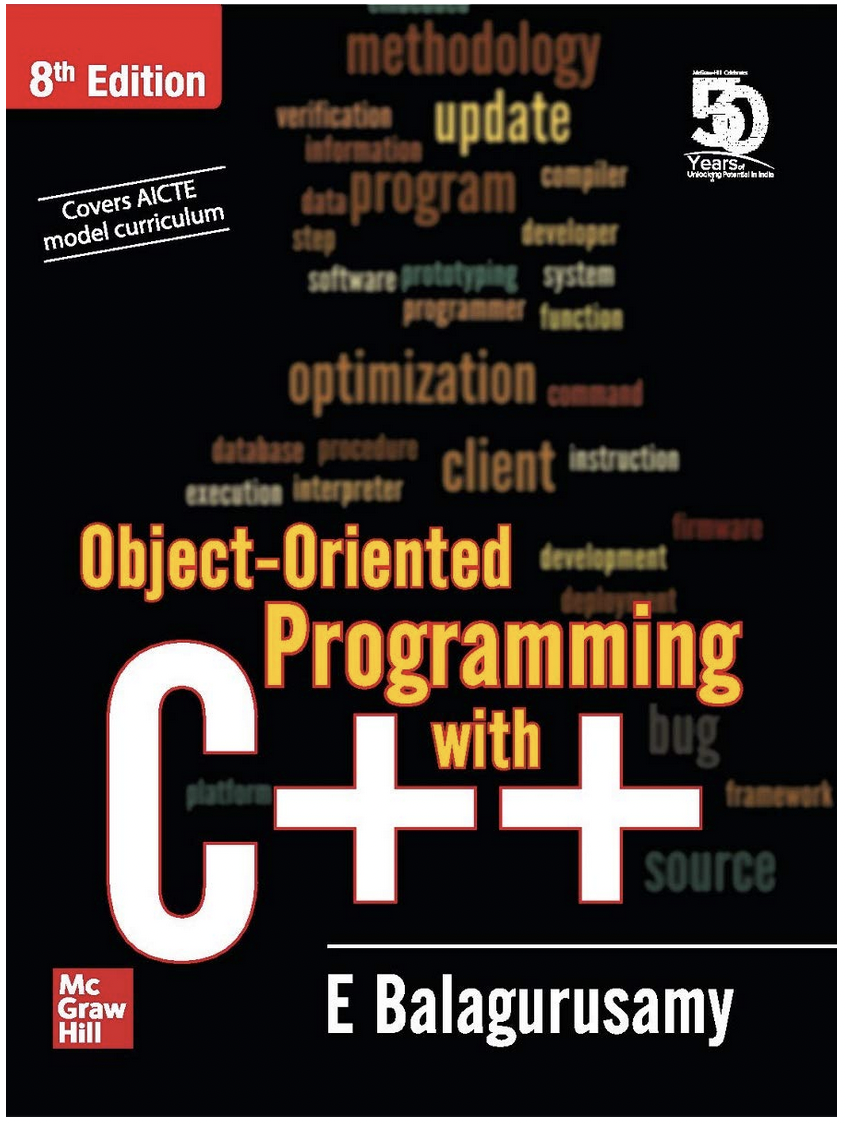 methodology
8th Edition
McGraw-Hill Celebrates
50
Years of
Unlocking Potential in India
verification update
information
Covers AICTE
model curriculum
compiler
data program
step developer
software prototyping system
programmer function
optimization command
database procedure client instruction
execution interpreter
firmware
Object-Oriented development
deployment
Programming
with bug
C++
platform framework
source
E Balagurusamy
Mc
Graw
Hill